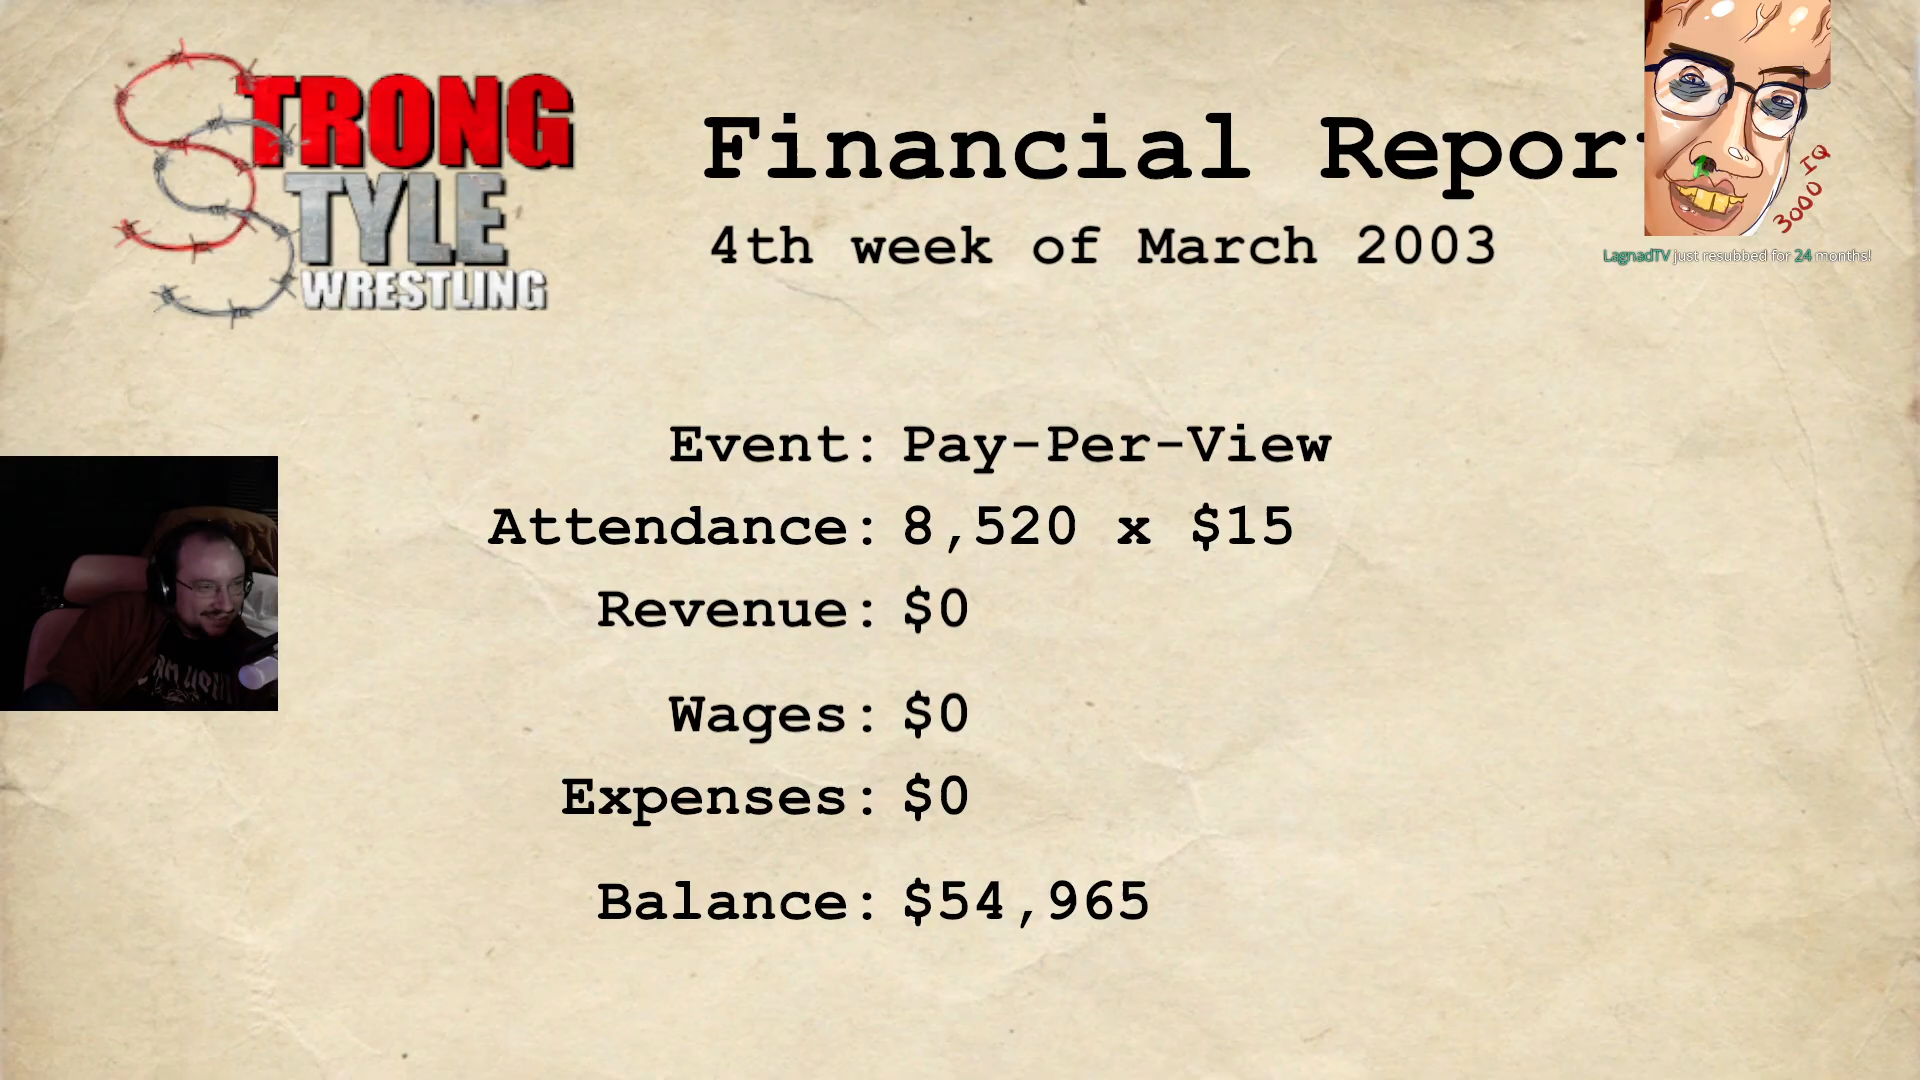 STRONG
STYLE
WRESTLING
Financial Repor
4th week of March 2003
3000 IQ
LagnadTV just resubbed for 24 months!
Event: Pay-Per-View
Attendance: 8,520 x $15
Revenue: $0
Wages: $0
Expenses: $0
Balance: $54,965